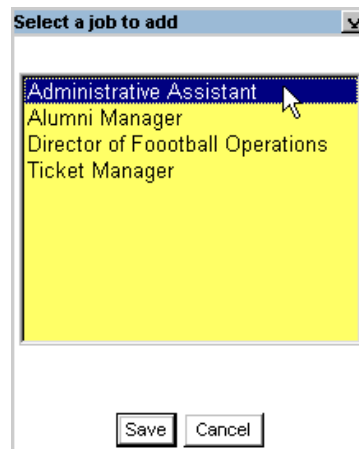 Select a job to add
Administrative Assistant
Alumni Manager
Director of Foootball Operations
Ticket Manager
Save Cancel